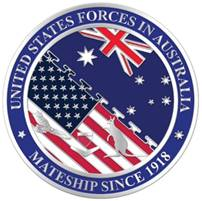 UNITED STATES FORCES IN AUSTRALIA
MATESHIP SINCE 1918